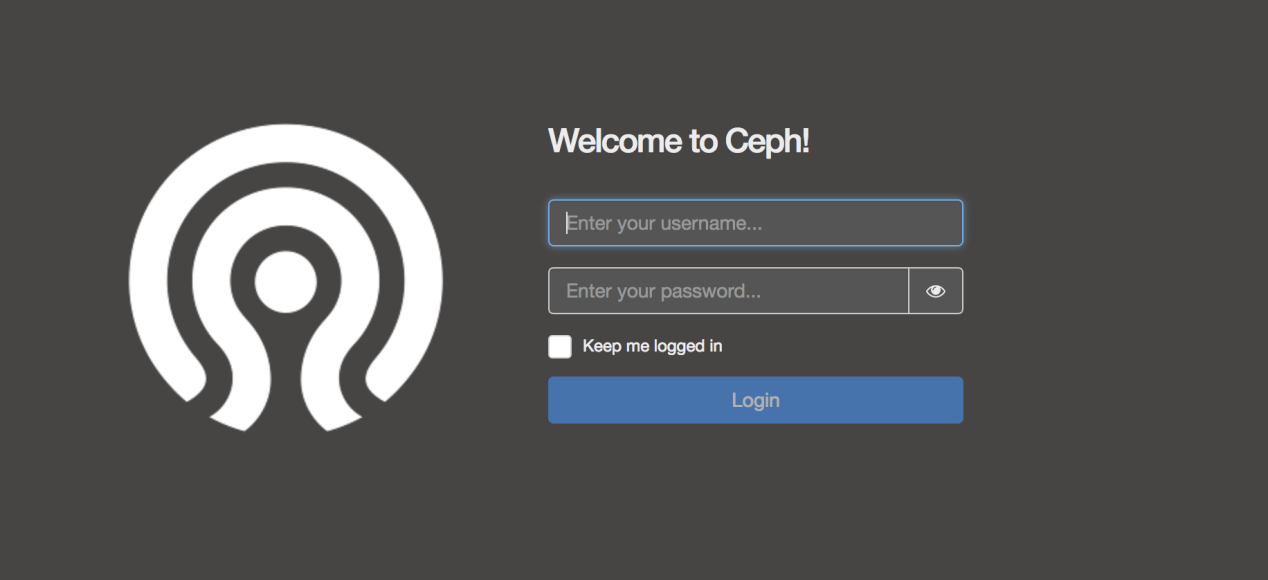 Welcome to Ceph!
Enter your username...
Enter your password...
Keep me logged in
Login